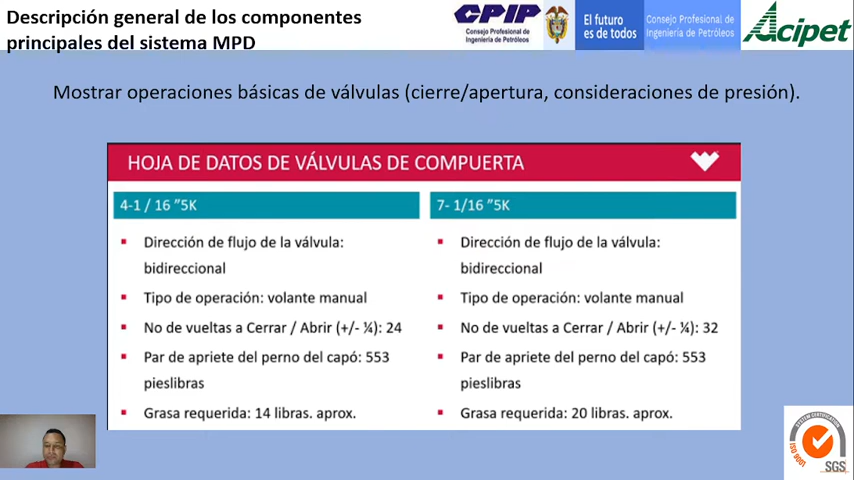 Descripción general de los componentes
principales del sistema MPD
CPIP
Consejo Profesional de
Ingeniería de Petróleos
El futuro
es de todos
Consejo Profesional
de Ingeniería de Petróleos
Acipet
Mostrar operaciones básicas de válvulas (cierre/apertura, consideraciones de presión).
HOJA DE DATOS DE VÁLVULAS DE COMPUERTA
4-1 / 16 ”5K
Dirección de flujo de la válvula:
bidireccional
Tipo de operación: volante manual
No de vueltas a Cerrar / Abrir (+/- ¼): 24
Par de apriete del perno del capó: 553
pieslibras
Grasa requerida: 14 libras. aprox.
7- 1/16 ”5K
Dirección de flujo de la válvula:
bidireccional
Tipo de operación: volante manual
No de vueltas a Cerrar / Abrir (+/- ¼): 32
Par de apriete del perno del capó: 553
pieslibras
Grasa requerida: 20 libras. aprox.
SYSTEM CERTIFICATION
ISO 9001
SGS